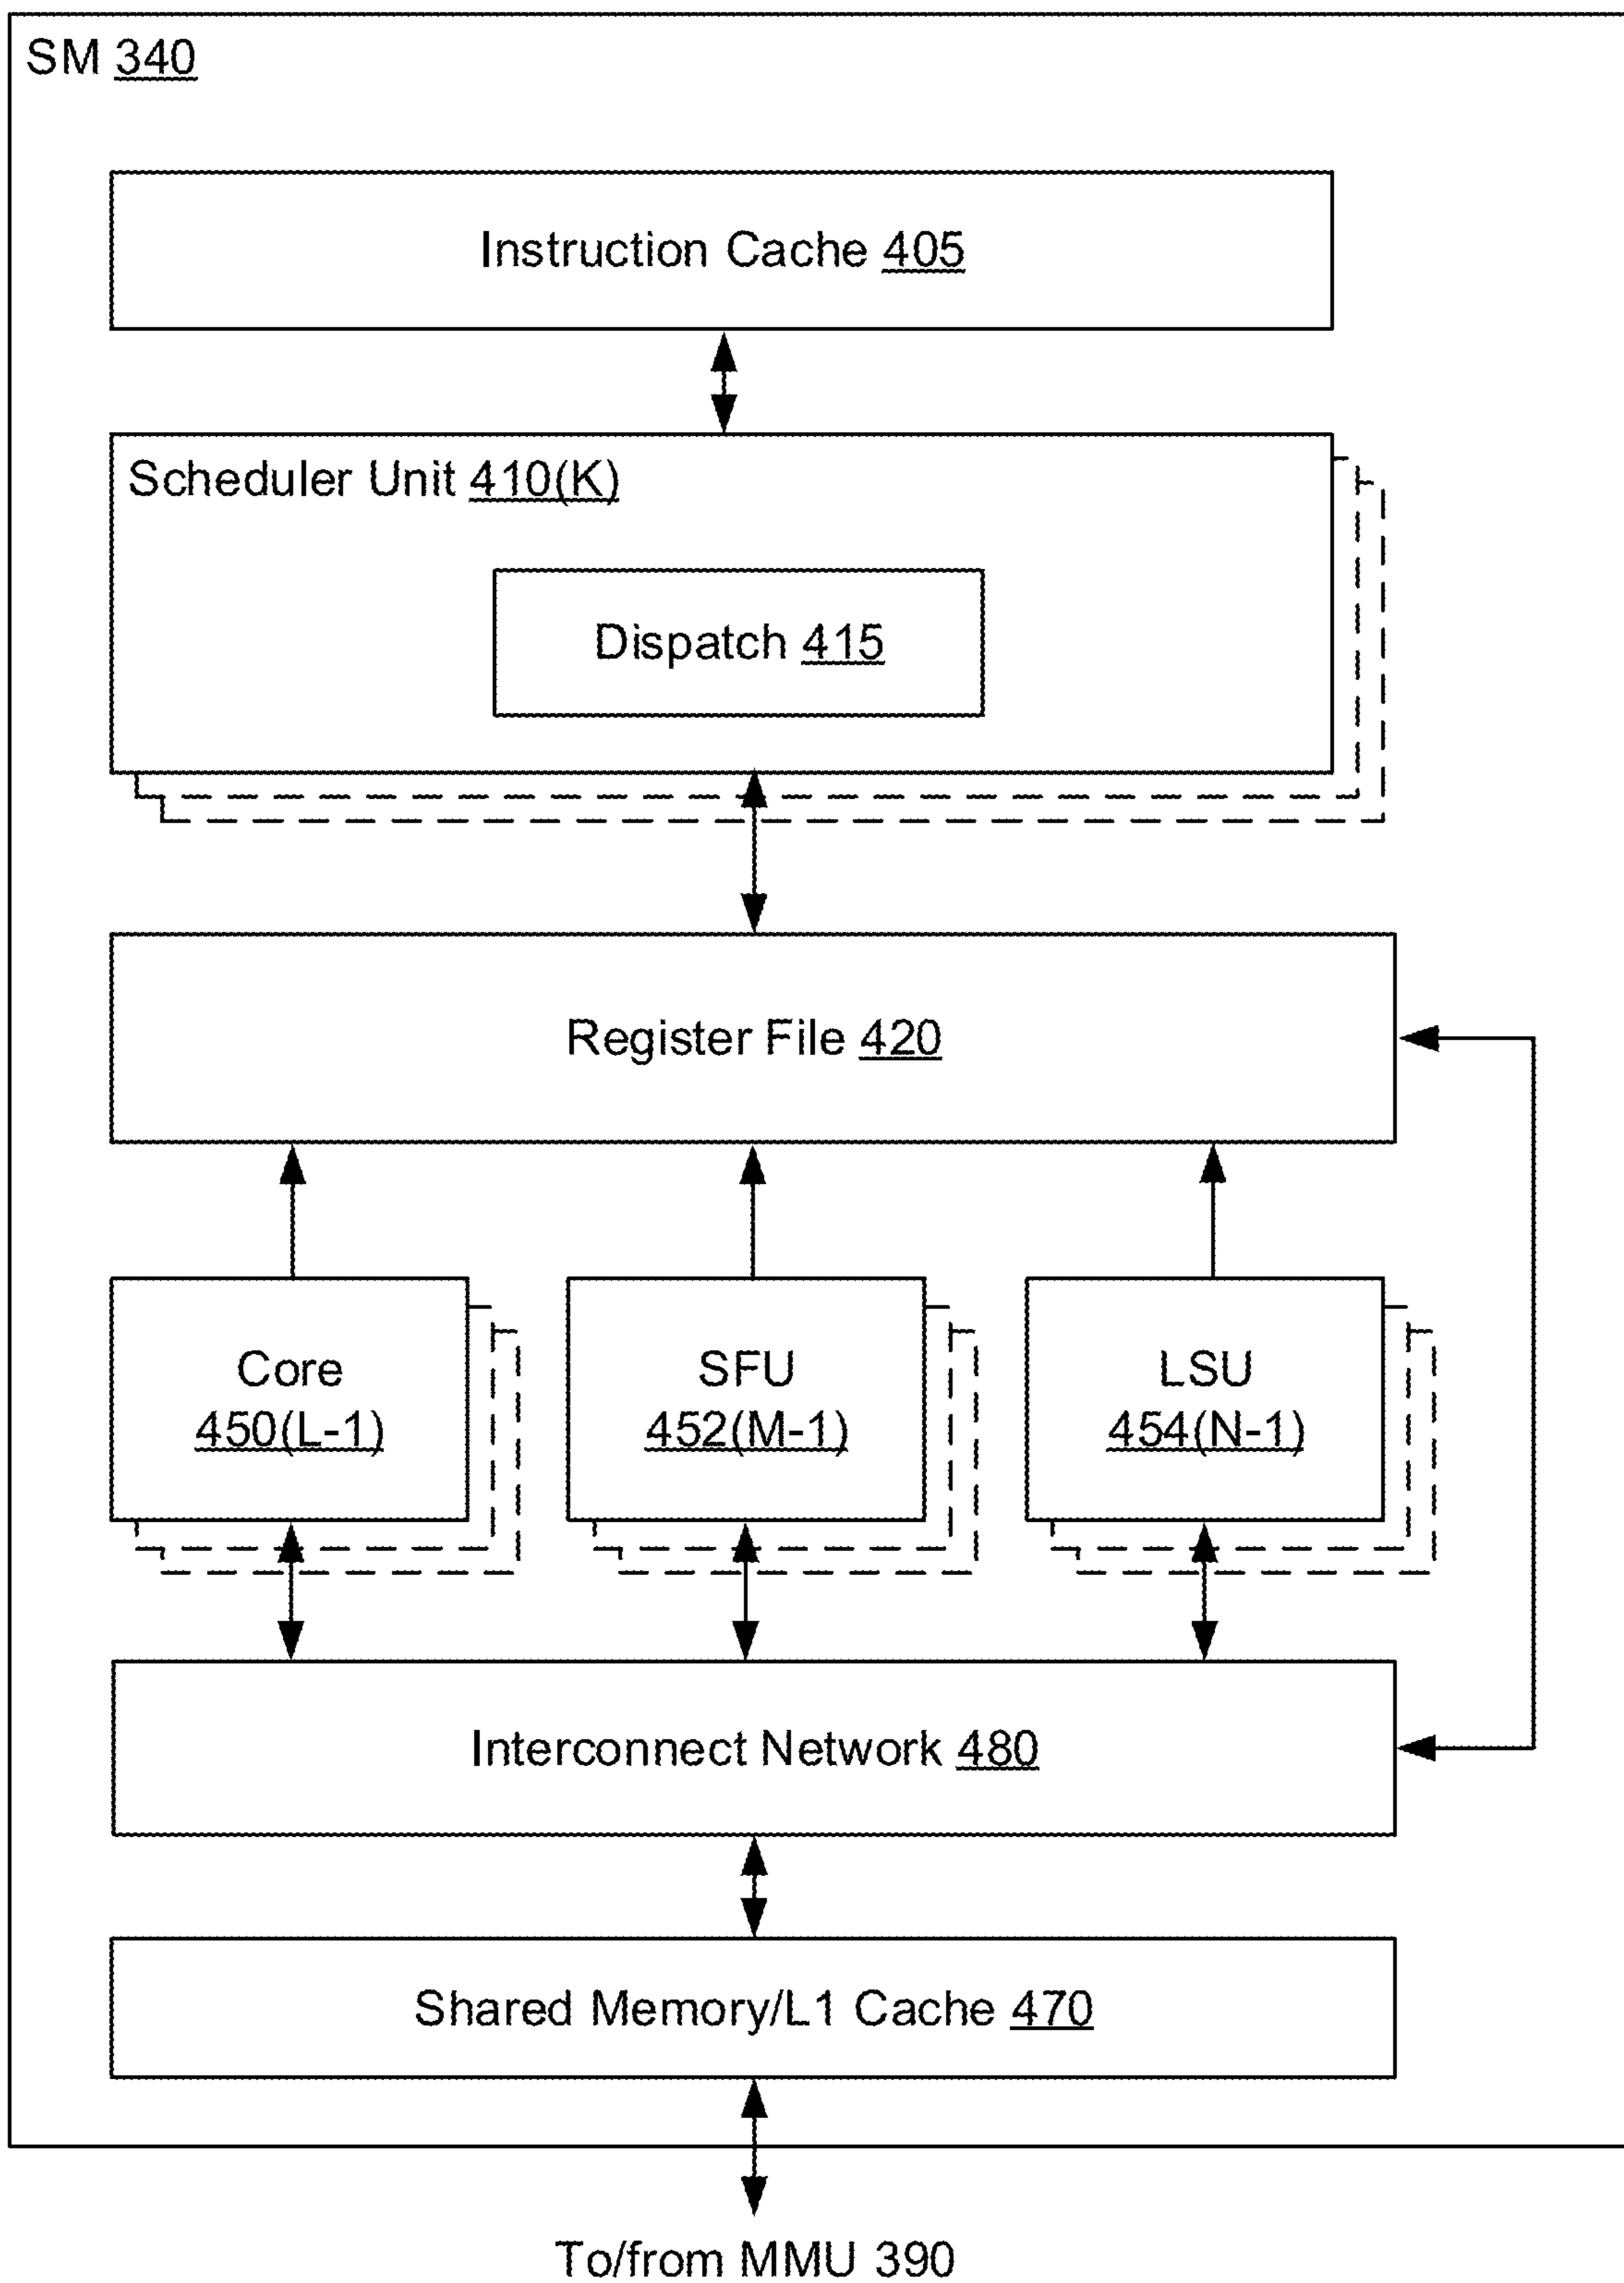 SM 340
Instruction Cache 405
Scheduler Unit 410(K)
Dispatch 415
Register File 420
Core
450(L-1)
SFU
452(M-1)
LSU
454(N-1)
Interconnect Network 480
Shared Memory/L1 Cache 470
To/from MMU 390